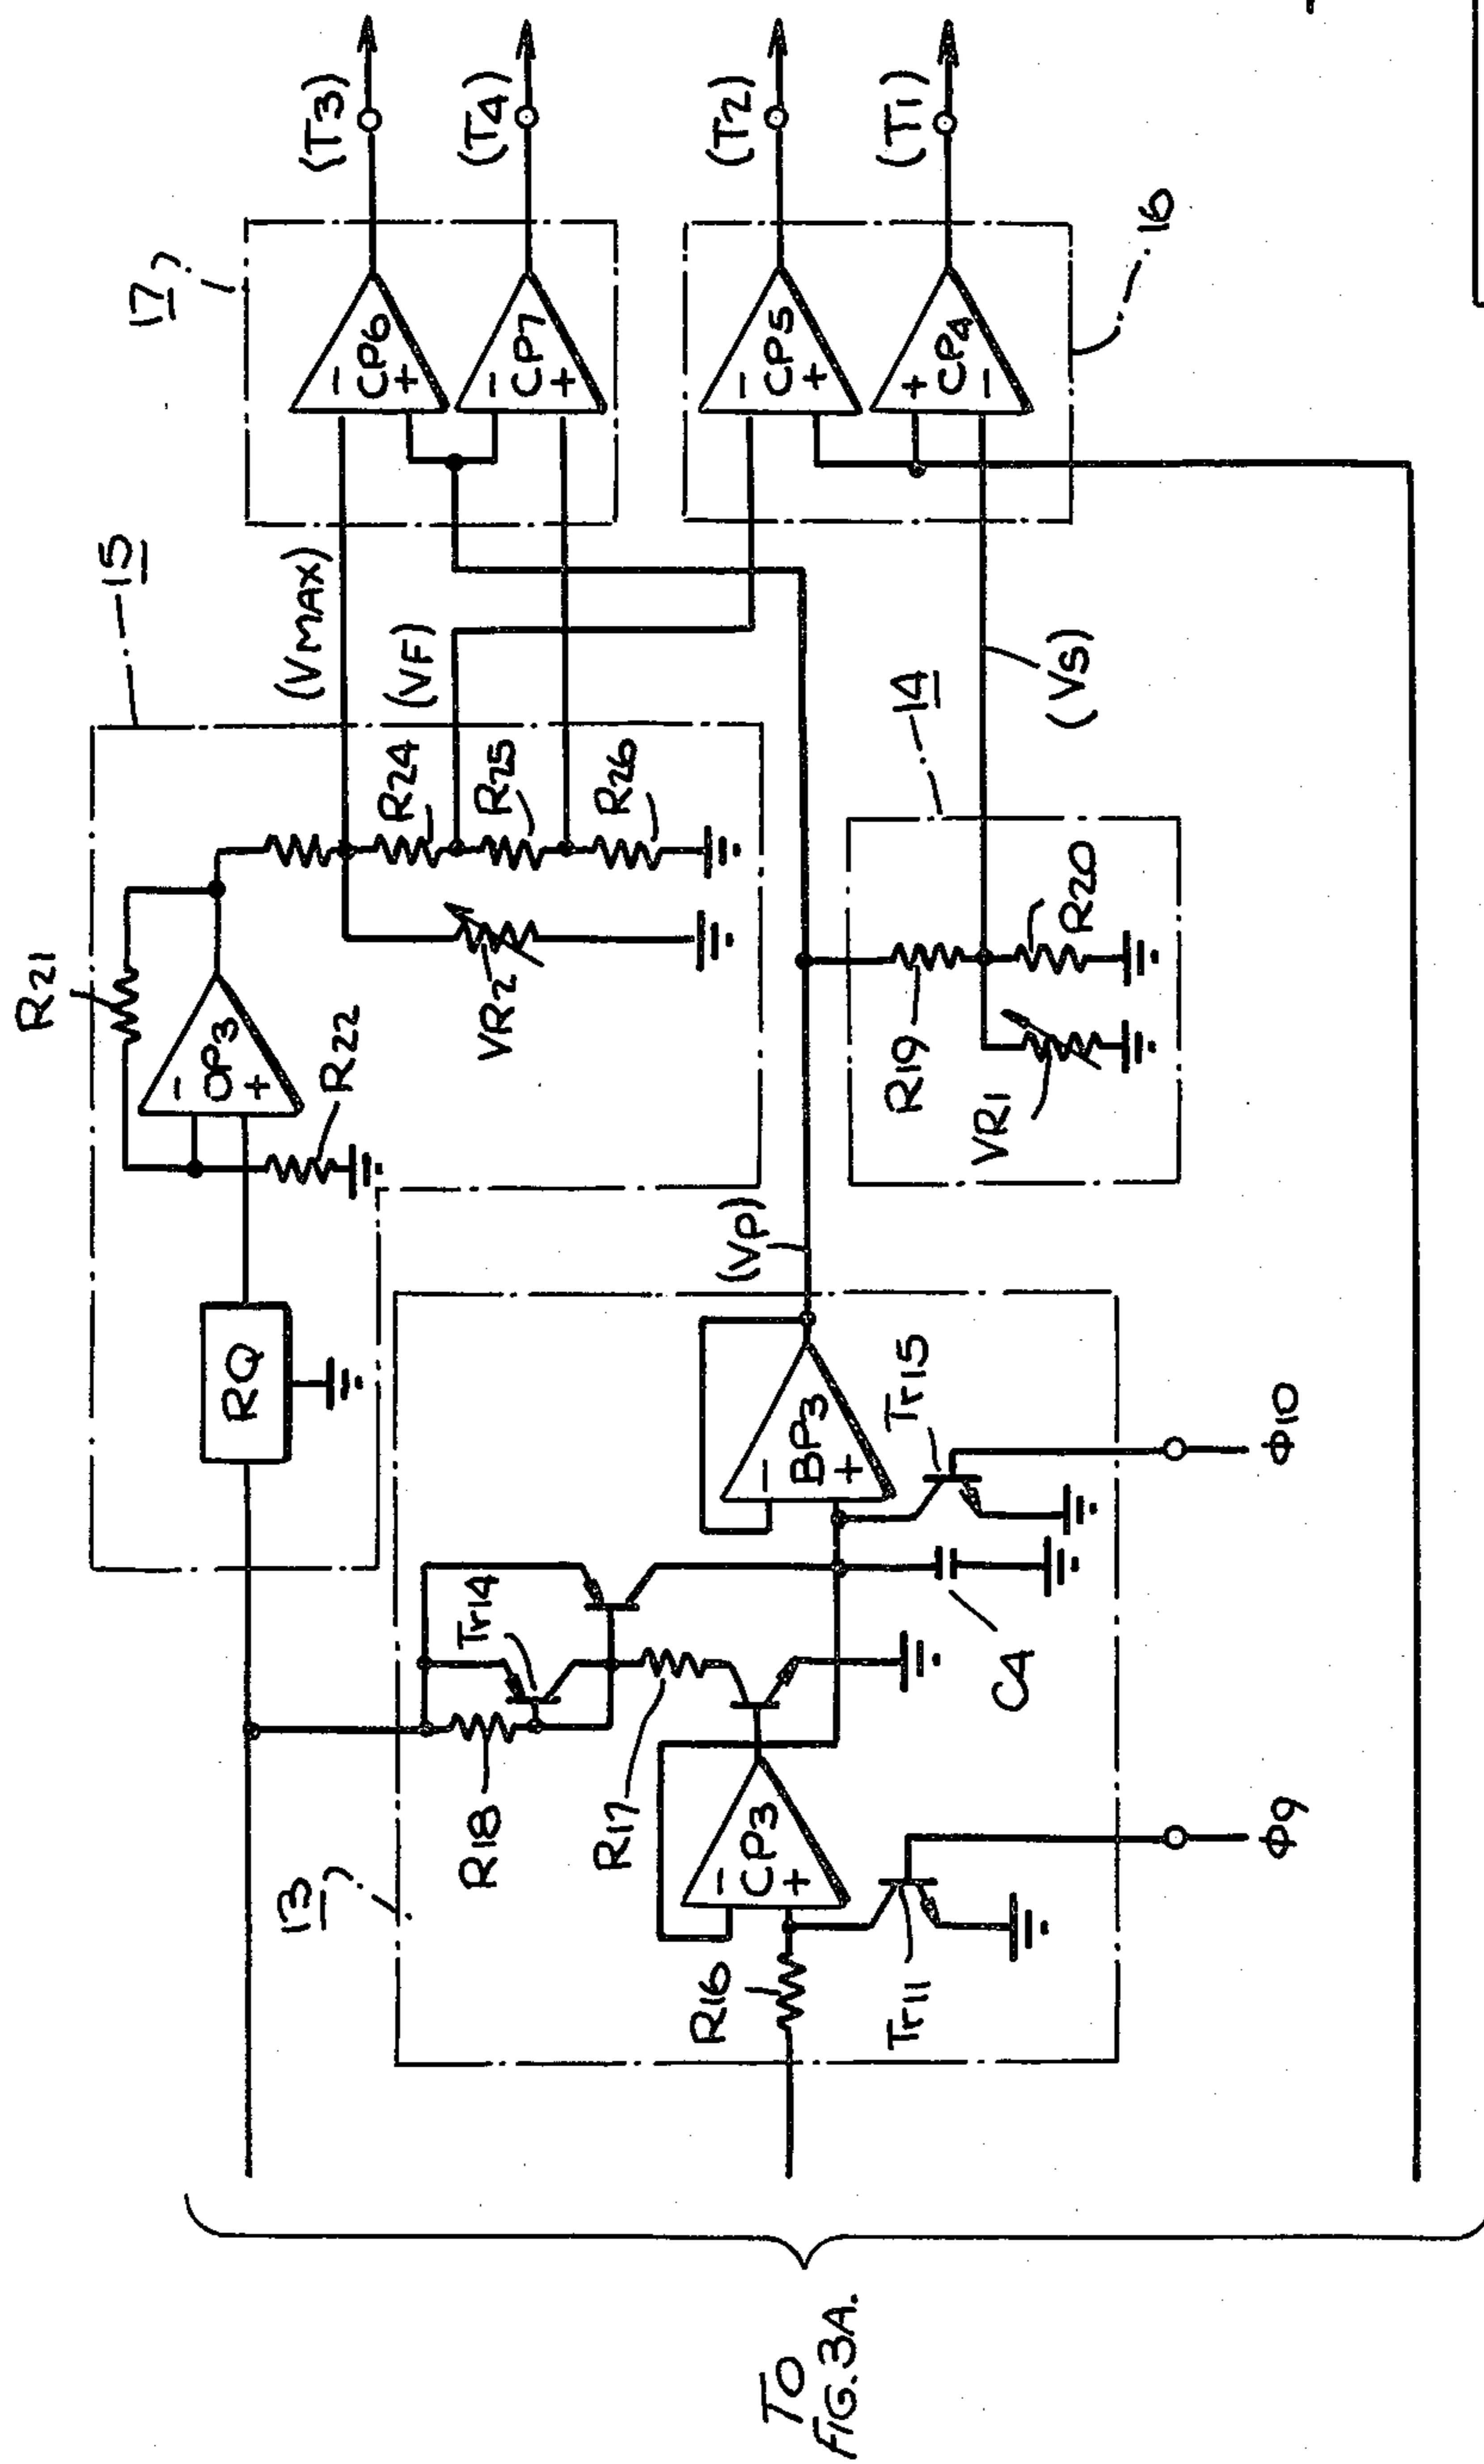 17
(T3)
(T4)
(T2)
(T1)
-
CP6
+
-
CP7
+
-
CP5
+
+
CP4
-
16
15
(VMAX)
(VF)
14
(VS)
R24
R25
R26
R21
-
OP3
+
R22
VR2
R19
R20
VR1
RQ
(VP)
-
BP3
+
Tr15
Φ10
Tr14
R18
R17
C4
13
-
CP3
+
R16
Tr11
Φ9
TO
FIG. 3A.